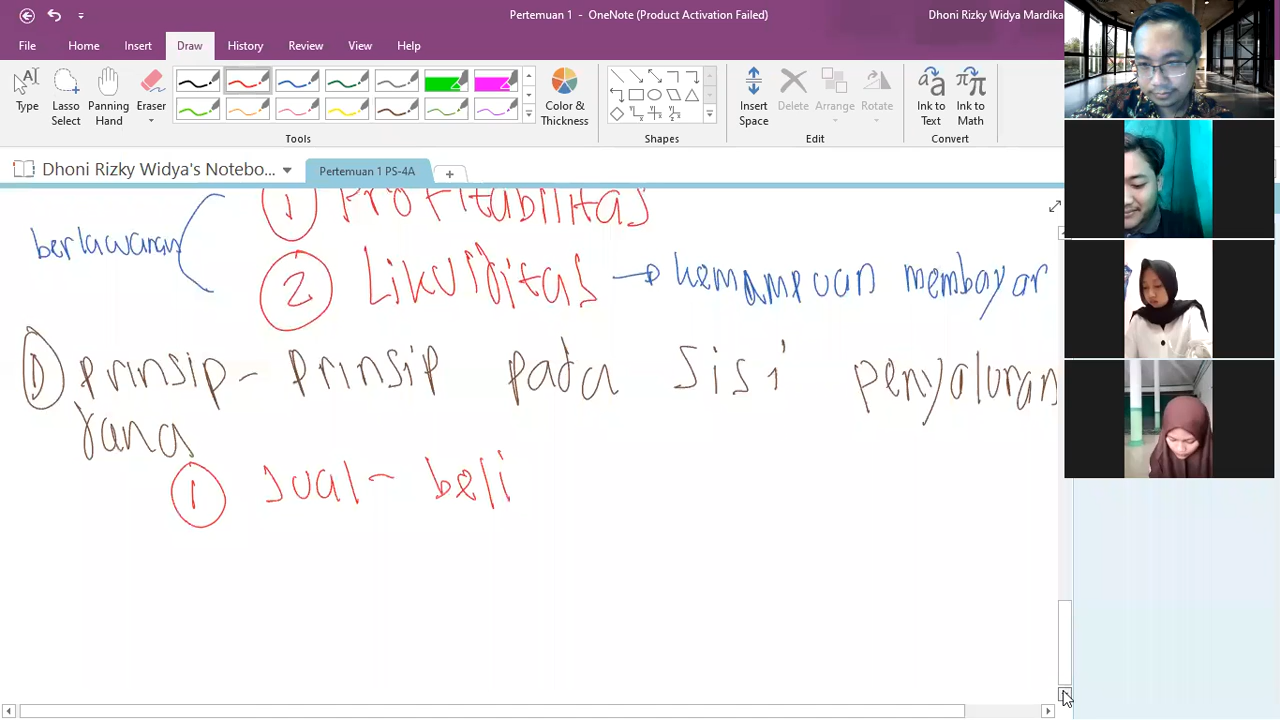 Pertemuan 1 - OneNote (Product Activation Failed)
Dhoni Rizky Widya Mardika
File Home Insert Draw History Review View Help
Type
Lasso Select
Panning Hand
Eraser
Color & Thickness
Insert Space
Delete
Arrange
Rotate
Ink to Text
Ink to Math
Tools
Shapes
Edit
Convert
Dhoni Rizky Widya's Notebo...
Pertemuan 1 PS-4A
1 Profitabilitas
berlawanan
2 Likuiditas → kemampuan membayar
D prinsip - prinsip pada sisi penyaluran
1 Jual - beli